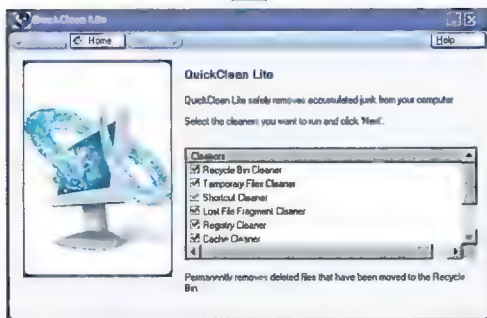 QuickClean Lite
Home
Help
QuickClean Lite
QuickClean Lite safely removes accumulated junk from your computer
Select the cleaners you want to run and click 'Next'.
Cleaners
Recycle Bin Cleaner
Temporary Files Cleaner
Shortcut Cleaner
Lost File Fragment Cleaner
Registry Cleaner
Cache Cleaner
Permanently removes deleted files that have been moved to the Recycle
Bin